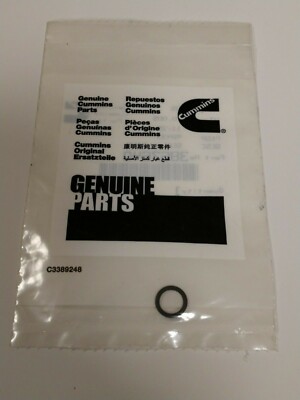 Genuine
Cummins
Parts
Repuestos
Genuinos
Cummins
Cummins
®
Peças
Genuinas
Cummins
Pièces
d'Origine
Cummins
Cummins
Original
Ersatzteile
康明斯纯正零件
قطع غيار كمنز الأصلية
GENUINE
PARTS
C3389248